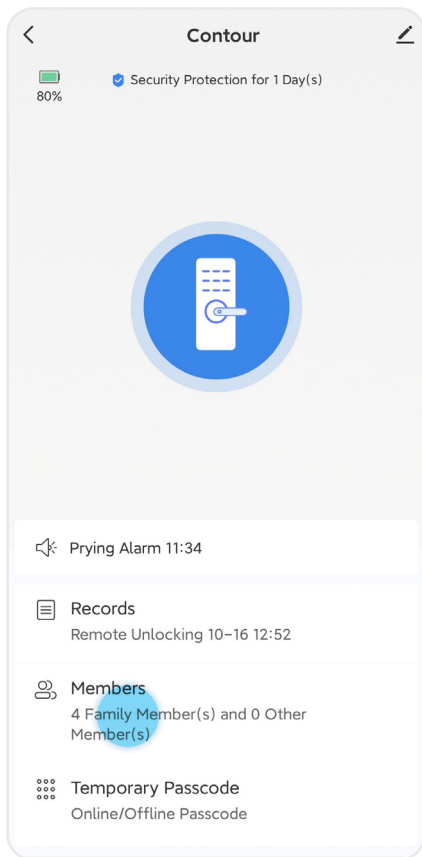 Contour
80%
Security Protection for 1 Day(s)
Prying Alarm 11:34
Records
Remote Unlocking 10-16 12:52
Members
4 Family Member(s) and 0 Other
Member(s)
Temporary Passcode
Online/Offline Passcode